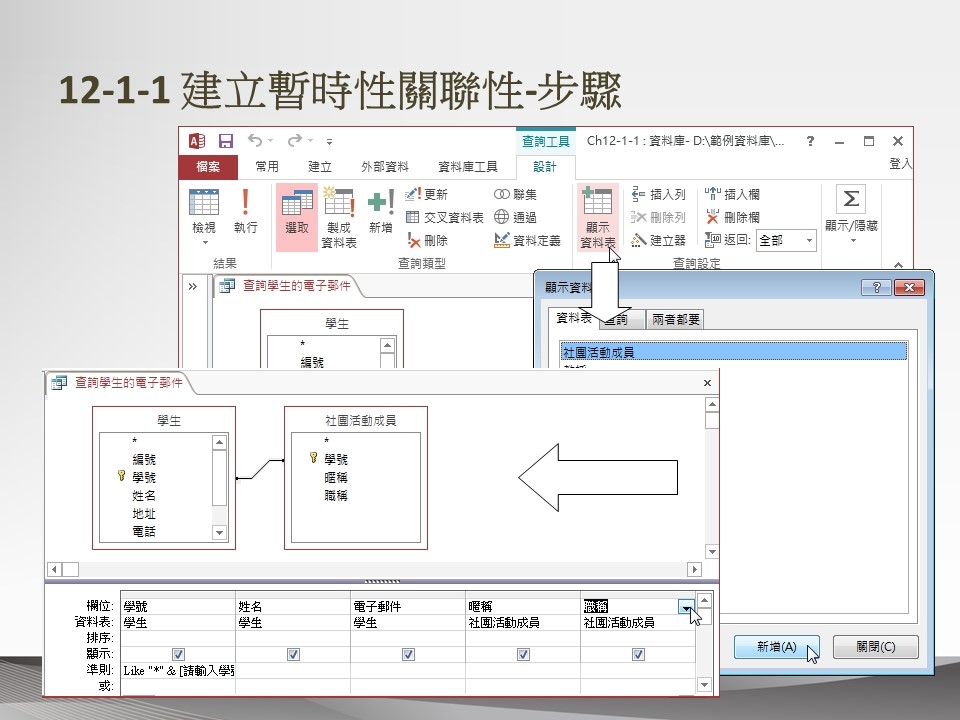 12-1-1 建立暫時性關聯性-步驟
查詢工具 Ch12-1-1 : 資料庫- D:\範例資料庫\... ?
檔案 常用 建立 外部資料 資料庫工具 設計 登入
檢視 執行 選取 製成資料表 新增 更新 交叉資料表 刪除 聯集 通過 資料定義 顯示資料表 插入列 刪除列 建立器 插入欄 刪除欄 返回: 全部 Σ 顯示/隱藏
結果 查詢類型 查詢設定
» 查詢學生的電子郵件
學生
*
編號
顯示資料 ?
資料表 查詢 兩者都要
社團活動成員
查詢學生的電子郵件
學生 社團活動成員
* *
編號 學號
學號 暱稱
姓名 職稱
地址
電話
欄位: 學號 姓名 電子郵件 暱稱 職稱
資料表: 學生 學生 學生 社團活動成員 社團活動成員
排序:
顯示:
準則: Like "*" & [請輸入學號
或:
新增(A) 關閉(C)